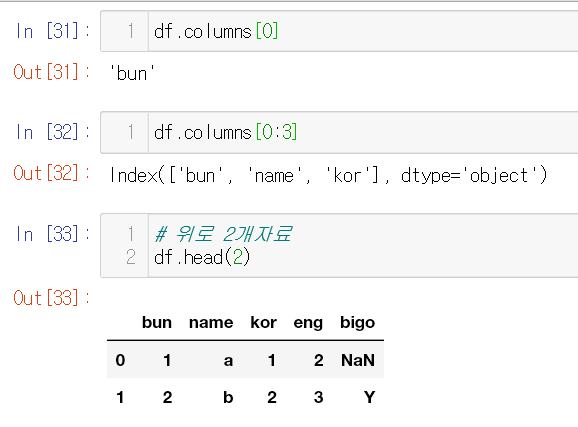 In [31]:
1 df.columns[0]
Out[31]: 'bun'
In [32]:
1 df.columns[0:3]
Out[32]: Index(['bun', 'name', 'kor'], dtype='object')
In [33]:
1 # 위로 2개자료
2 df.head(2)
Out[33]:
bun name kor eng bigo
0 1 a 1 2 NaN
1 2 b 2 3 Y